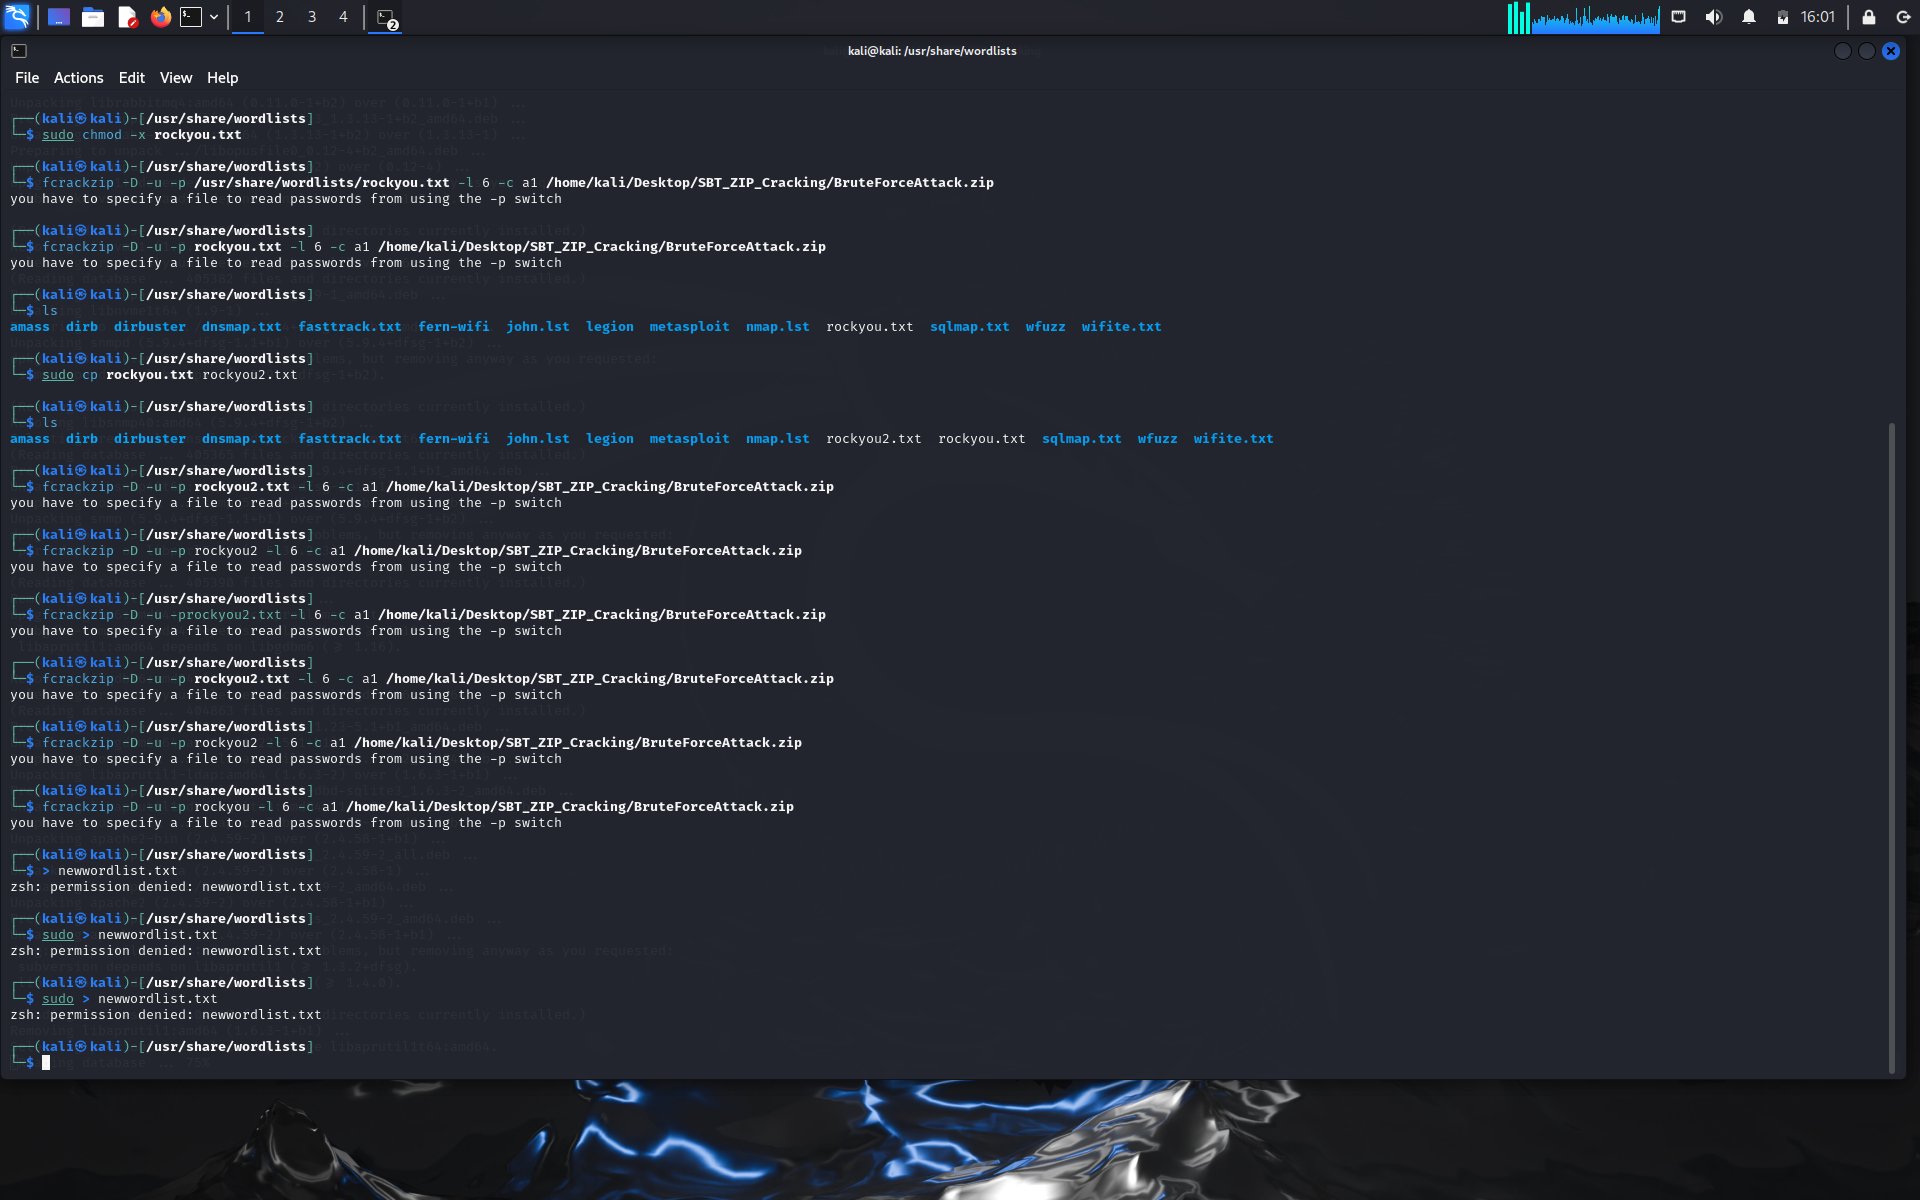 1 2 3 4
2
16:01
kali@kali: /usr/share/wordlists
File Actions Edit View Help
┌──(kali㉿kali)-[/usr/share/wordlists]
└─$ sudo chmod -x rockyou.txt
┌──(kali㉿kali)-[/usr/share/wordlists]
└─$ fcrackzip -D -u -p /usr/share/wordlists/rockyou.txt -l 6 -c a1 /home/kali/Desktop/SBT_ZIP_Cracking/BruteForceAttack.zip
you have to specify a file to read passwords from using the -p switch
┌──(kali㉿kali)-[/usr/share/wordlists]
└─$ fcrackzip -D -u -p rockyou.txt -l 6 -c a1 /home/kali/Desktop/SBT_ZIP_Cracking/BruteForceAttack.zip
you have to specify a file to read passwords from using the -p switch
┌──(kali㉿kali)-[/usr/share/wordlists]
└─$ ls
amass dirb dirbuster dnsmap.txt fasttrack.txt fern-wifi john.lst legion metasploit nmap.lst rockyou.txt sqlmap.txt wfuzz wifite.txt
┌──(kali㉿kali)-[/usr/share/wordlists]
└─$ sudo cp rockyou.txt rockyou2.txt
┌──(kali㉿kali)-[/usr/share/wordlists]
└─$ ls
amass dirb dirbuster dnsmap.txt fasttrack.txt fern-wifi john.lst legion metasploit nmap.lst rockyou2.txt rockyou.txt sqlmap.txt wfuzz wifite.txt
┌──(kali㉿kali)-[/usr/share/wordlists]
└─$ fcrackzip -D -u -p rockyou2.txt -l 6 -c a1 /home/kali/Desktop/SBT_ZIP_Cracking/BruteForceAttack.zip
you have to specify a file to read passwords from using the -p switch
┌──(kali㉿kali)-[/usr/share/wordlists]
└─$ fcrackzip -D -u -p rockyou2 -l 6 -c a1 /home/kali/Desktop/SBT_ZIP_Cracking/BruteForceAttack.zip
you have to specify a file to read passwords from using the -p switch
┌──(kali㉿kali)-[/usr/share/wordlists]
└─$ fcrackzip -D -u -prockyou2.txt -l 6 -c a1 /home/kali/Desktop/SBT_ZIP_Cracking/BruteForceAttack.zip
you have to specify a file to read passwords from using the -p switch
┌──(kali㉿kali)-[/usr/share/wordlists]
└─$ fcrackzip -D -u -p rockyou2.txt -l 6 -c a1 /home/kali/Desktop/SBT_ZIP_Cracking/BruteForceAttack.zip
you have to specify a file to read passwords from using the -p switch
┌──(kali㉿kali)-[/usr/share/wordlists]
└─$ fcrackzip -D -u -p rockyou2 -l 6 -c a1 /home/kali/Desktop/SBT_ZIP_Cracking/BruteForceAttack.zip
you have to specify a file to read passwords from using the -p switch
┌──(kali㉿kali)-[/usr/share/wordlists]
└─$ fcrackzip -D -u -p rockyou -l 6 -c a1 /home/kali/Desktop/SBT_ZIP_Cracking/BruteForceAttack.zip
you have to specify a file to read passwords from using the -p switch
┌──(kali㉿kali)-[/usr/share/wordlists]
└─$ > newwordlist.txt
zsh: permission denied: newwordlist.txt
┌──(kali㉿kali)-[/usr/share/wordlists]
└─$ sudo > newwordlist.txt
zsh: permission denied: newwordlist.txt
┌──(kali㉿kali)-[/usr/share/wordlists]
└─$ sudo > newwordlist.txt
zsh: permission denied: newwordlist.txt
┌──(kali㉿kali)-[/usr/share/wordlists]
└─$